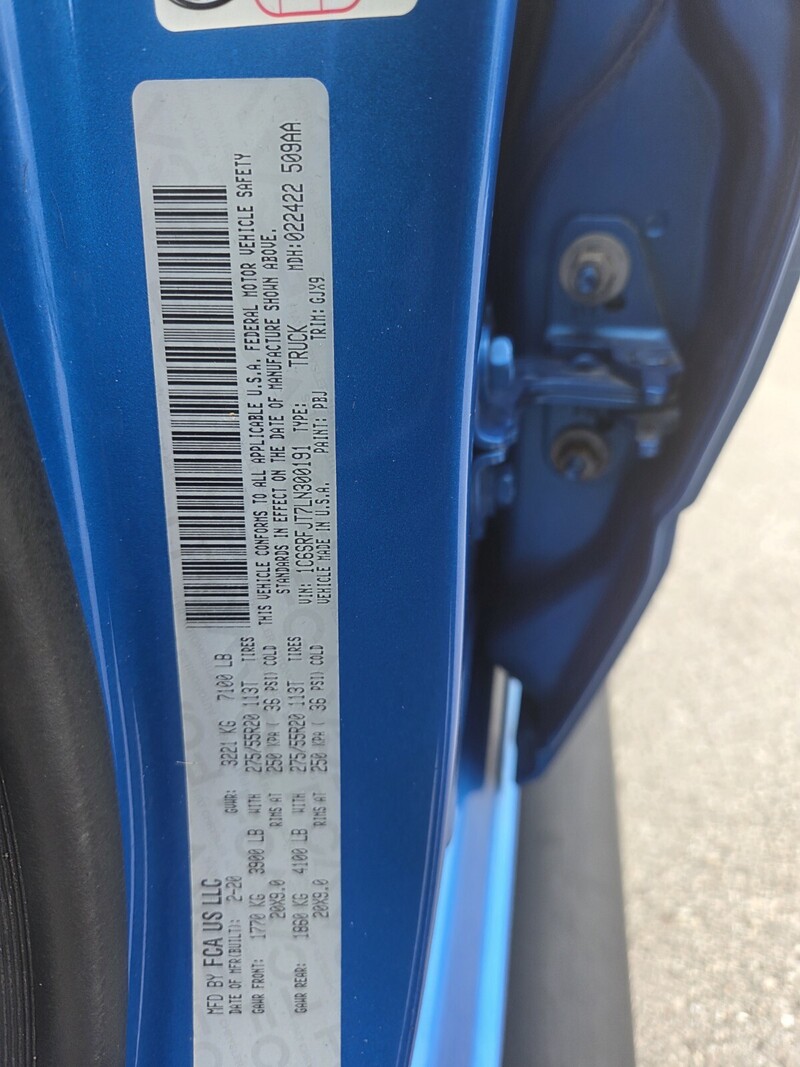 MFD BY FCA US LLC
DATE OF MFR(BUILT): 2-20 GVWR: 3221 KG 7100 LB
GAWR FRONT: 1770 KG 3900 LB WITH 275/55R20 113T TIRES
20X9.0 RIMS AT 250 KPA ( 36 PSI) COLD
GAWR REAR: 1860 KG 4100 LB WITH 275/55R20 113T TIRES
20X9.0 RIMS AT 250 KPA ( 36 PSI) COLD
THIS VEHICLE CONFORMS TO ALL APPLICABLE U.S.A. FEDERAL MOTOR VEHICLE SAFETY
STANDARDS IN EFFECT ON THE DATE OF MANUFACTURE SHOWN ABOVE.
VIN: 1C6SRFJT7LN300191 TYPE: TRUCK MDH:022422 509AA
VEHICLE MADE IN U.S.A. PAINT: PBJ TRIM: GJX9